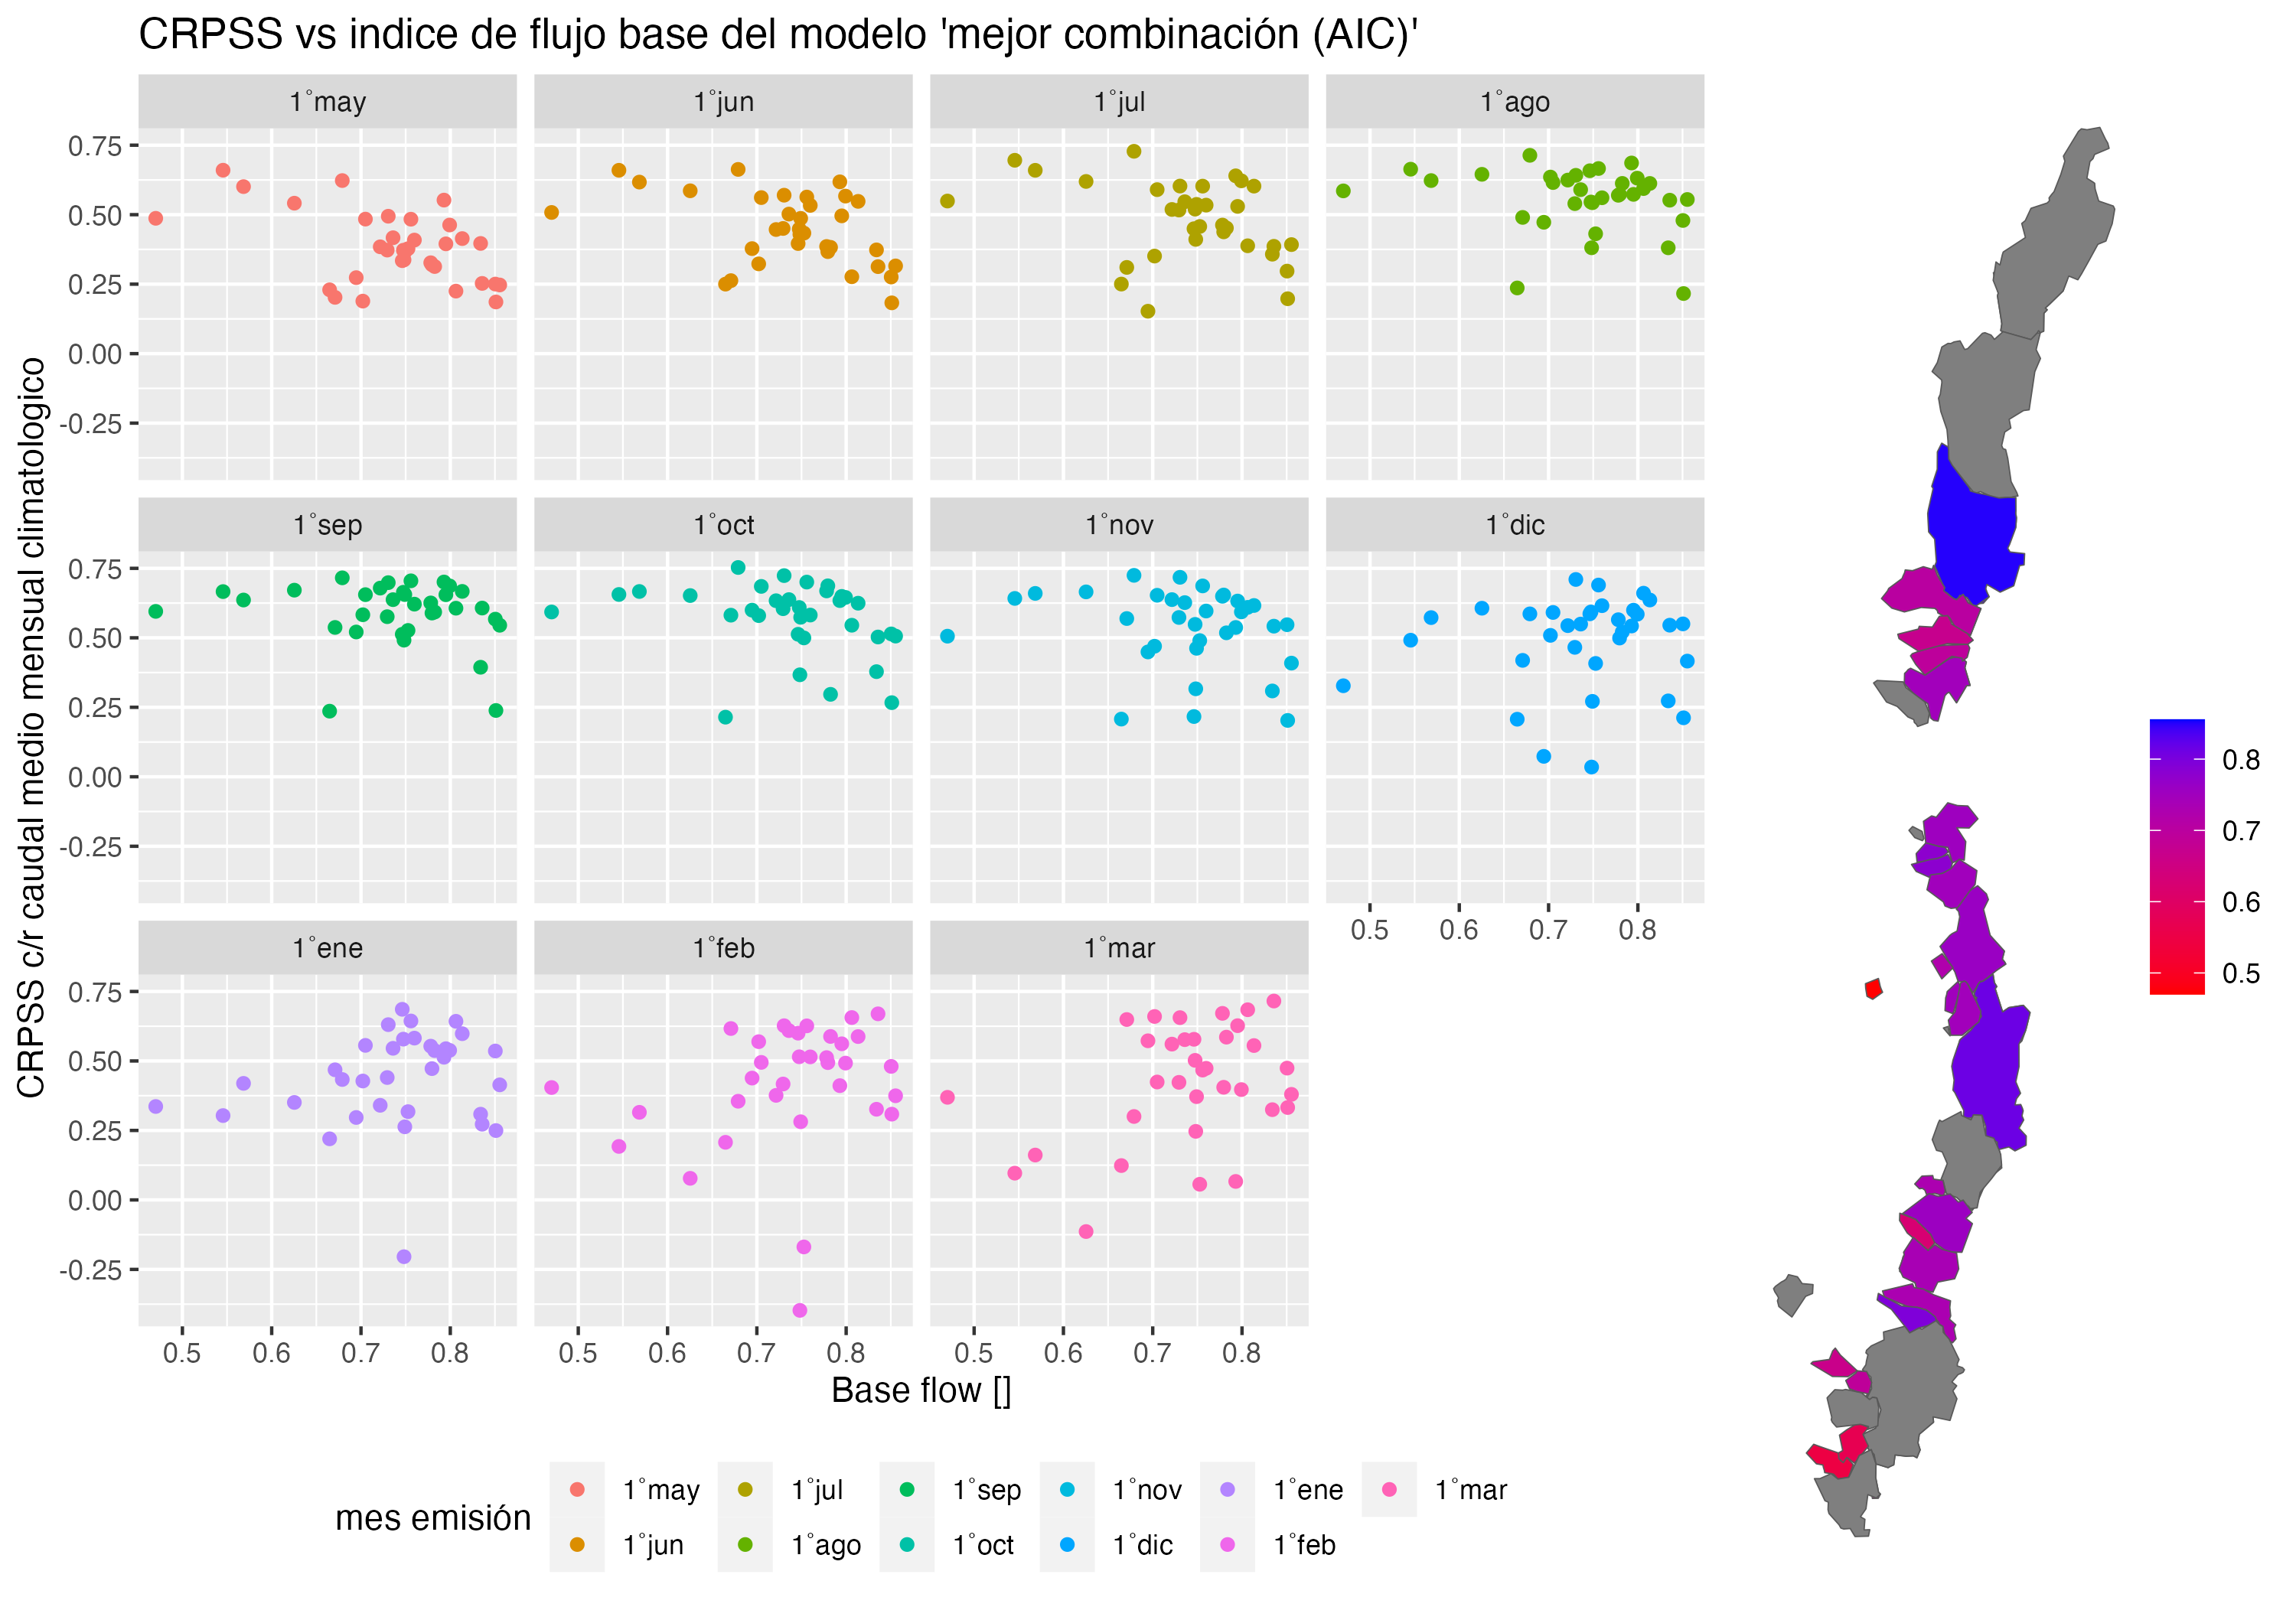 CRPSS vs indice de flujo base del modelo 'mejor combinación (AIC)'
CRPSS c/r caudal medio mensual climatologico
1°may
1°jun
1°jul
1°ago
0.75
0.50
0.25
0.00
-0.25
1°sep
1°oct
1°nov
1°dic
0.75
0.50
0.25
0.00
-0.25
0.5 0.6 0.7 0.8
1°ene
1°feb
1°mar
0.75
0.50
0.25
0.00
-0.25
0.5 0.6 0.7 0.8
0.5 0.6 0.7 0.8
0.5 0.6 0.7 0.8
Base flow []
mes emisión
1°may
1°jul
1°sep
1°nov
1°ene
1°mar
1°jun
1°ago
1°oct
1°dic
1°feb
0.8
0.7
0.6
0.5